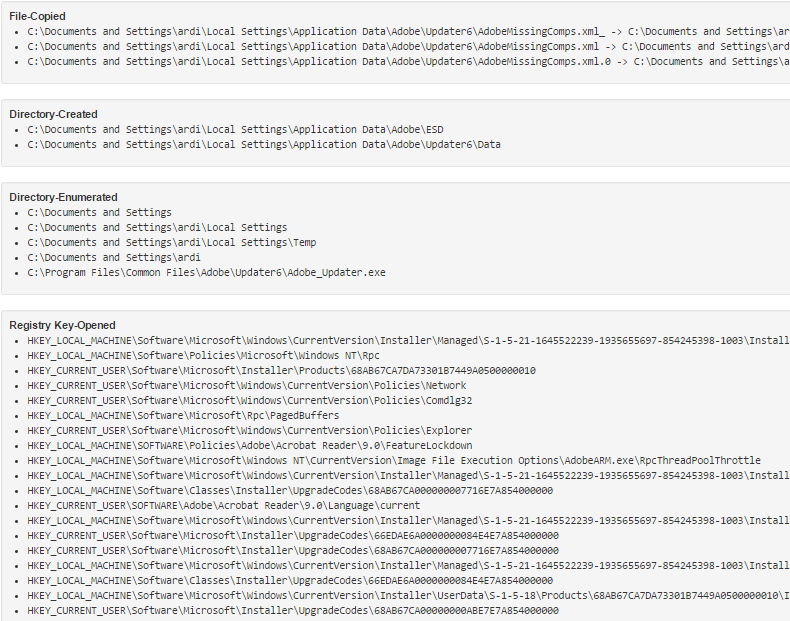 File-Copied
• C:\Documents and Settings\ardi\Local Settings\Application Data\Adobe\Updater6\AdobeMissingComps.xml_ -> C:\Documents and Settings\ar
• C:\Documents and Settings\ardi\Local Settings\Application Data\Adobe\Updater6\AdobeMissingComps.xml -> C:\Documents and Settings\ard
• C:\Documents and Settings\ardi\Local Settings\Application Data\Adobe\Updater6\AdobeMissingComps.xml.0 -> C:\Documents and Settings\a
Directory-Created
• C:\Documents and Settings\ardi\Local Settings\Application Data\Adobe\ESD
• C:\Documents and Settings\ardi\Local Settings\Application Data\Adobe\Updater6\Data
Directory-Enumerated
• C:\Documents and Settings
• C:\Documents and Settings\ardi\Local Settings
• C:\Documents and Settings\ardi\Local Settings\Temp
• C:\Documents and Settings\ardi
• C:\Program Files\Common Files\Adobe\Updater6\Adobe_Updater.exe
Registry Key-Opened
• HKEY_LOCAL_MACHINE\Software\Microsoft\Windows\CurrentVersion\Installer\Managed\S-1-5-21-1645522239-1935655697-854245398-1003\Install
• HKEY_LOCAL_MACHINE\Software\Policies\Microsoft\Windows NT\Rpc
• HKEY_CURRENT_USER\Software\Microsoft\Installer\Products\68AB67CA7DA73301B7449A0500000010
• HKEY_CURRENT_USER\Software\Microsoft\Windows\CurrentVersion\Policies\Network
• HKEY_CURRENT_USER\Software\Microsoft\Windows\CurrentVersion\Policies\Comdlg32
• HKEY_LOCAL_MACHINE\Software\Microsoft\Rpc\PagedBuffers
• HKEY_CURRENT_USER\Software\Microsoft\Windows\CurrentVersion\Policies\Explorer
• HKEY_LOCAL_MACHINE\SOFTWARE\Policies\Adobe\Acrobat Reader\9.0\FeatureLockdown
• HKEY_LOCAL_MACHINE\Software\Microsoft\Windows NT\CurrentVersion\Image File Execution Options\AdobeARM.exe\RpcThreadPoolThrottle
• HKEY_LOCAL_MACHINE\Software\Microsoft\Windows\CurrentVersion\Installer\Managed\S-1-5-21-1645522239-1935655697-854245398-1003\Install
• HKEY_LOCAL_MACHINE\Software\Classes\Installer\UpgradeCodes\68AB67CA000000007716E7A854000000
• HKEY_CURRENT_USER\SOFTWARE\Adobe\Acrobat Reader\9.0\Language\current
• HKEY_LOCAL_MACHINE\Software\Microsoft\Windows\CurrentVersion\Installer\Managed\S-1-5-21-1645522239-1935655697-854245398-1003\Install
• HKEY_CURRENT_USER\Software\Microsoft\Installer\UpgradeCodes\66EDAE6A0000000084E4E7A854000000
• HKEY_CURRENT_USER\Software\Microsoft\Installer\UpgradeCodes\68AB67CA000000007716E7A854000000
• HKEY_LOCAL_MACHINE\Software\Microsoft\Windows\CurrentVersion\Installer\Managed\S-1-5-21-1645522239-1935655697-854245398-1003\Install
• HKEY_LOCAL_MACHINE\Software\Classes\Installer\UpgradeCodes\66EDAE6A0000000084E4E7A854000000
• HKEY_LOCAL_MACHINE\Software\Microsoft\Windows\CurrentVersion\Installer\UserData\S-1-5-18\Products\68AB67CA7DA73301B7449A0500000010\I
• HKEY_CURRENT_USER\Software\Microsoft\Installer\UpgradeCodes\68AB67CA00000000ABE7E7A854000000